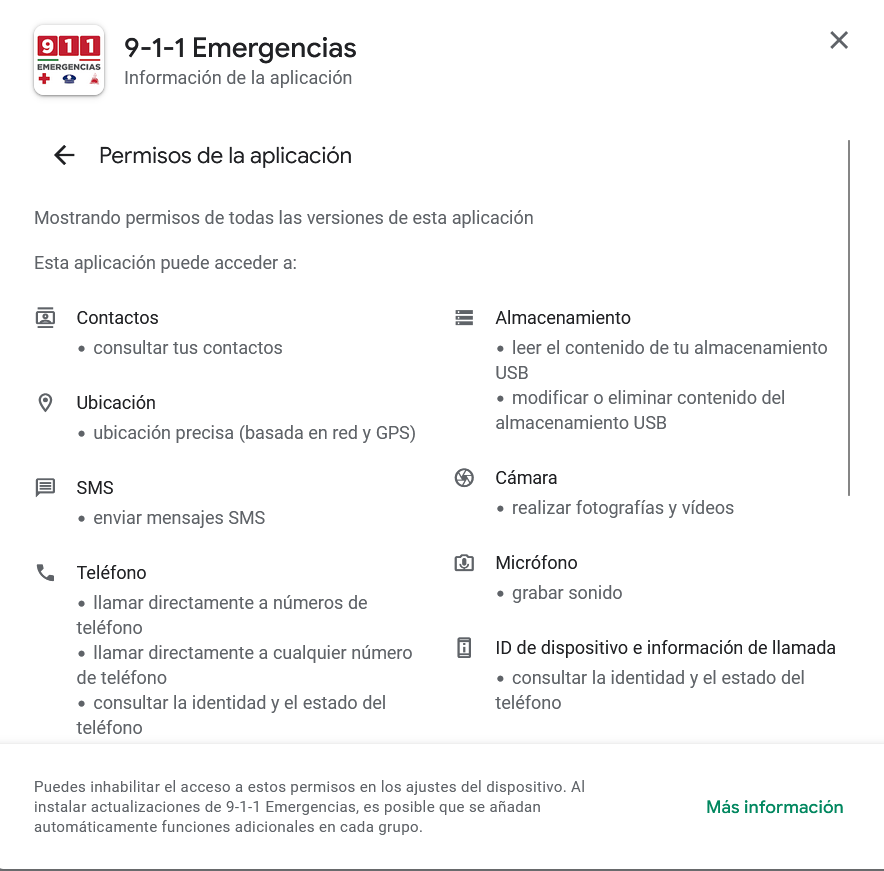 911
EMERGENCIAS
9-1-1 Emergencias
Información de la aplicación
Permisos de la aplicación
Mostrando permisos de todas las versiones de esta aplicación
Esta aplicación puede acceder a:
Contactos
• consultar tus contactos
Ubicación
• ubicación precisa (basada en red y GPS)
SMS
• enviar mensajes SMS
Teléfono
• llamar directamente a números de
teléfono
• llamar directamente a cualquier número
de teléfono
• consultar la identidad y el estado del
teléfono
Almacenamiento
• leer el contenido de tu almacenamiento
USB
• modificar o eliminar contenido del
almacenamiento USB
Cámara
• realizar fotografías y vídeos
Micrófono
• grabar sonido
ID de dispositivo e información de llamada
• consultar la identidad y el estado del
teléfono
Puedes inhabilitar el acceso a estos permisos en los ajustes del dispositivo. Al
instalar actualizaciones de 9-1-1 Emergencias, es posible que se añadan
automáticamente funciones adicionales en cada grupo.
Más información